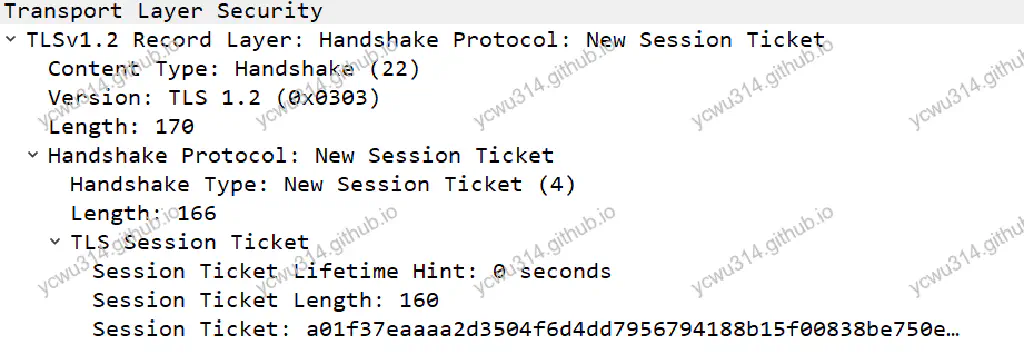 Transport Layer Security
TLSv1.2 Record Layer: Handshake Protocol: New Session Ticket
Content Type: Handshake (22)
Version: TLS 1.2 (0x0303)
Length: 170
Handshake Protocol: New Session Ticket
Handshake Type: New Session Ticket (4)
Length: 166
TLS Session Ticket
Session Ticket Lifetime Hint: 0 seconds
Session Ticket Length: 160
Session Ticket: a01f37eaaaa2d3504f6d4dd7956794188b15f00838be750e…
ycwu314.github.io
ycwu314.github.io
ycwu314.github.io
ycwu314.github.io
ycwu314.github.io
ycwu314.github.io
ycwu314.github.io
ycwu314.github.io
ycwu314.github.io
ycwu314.github.io